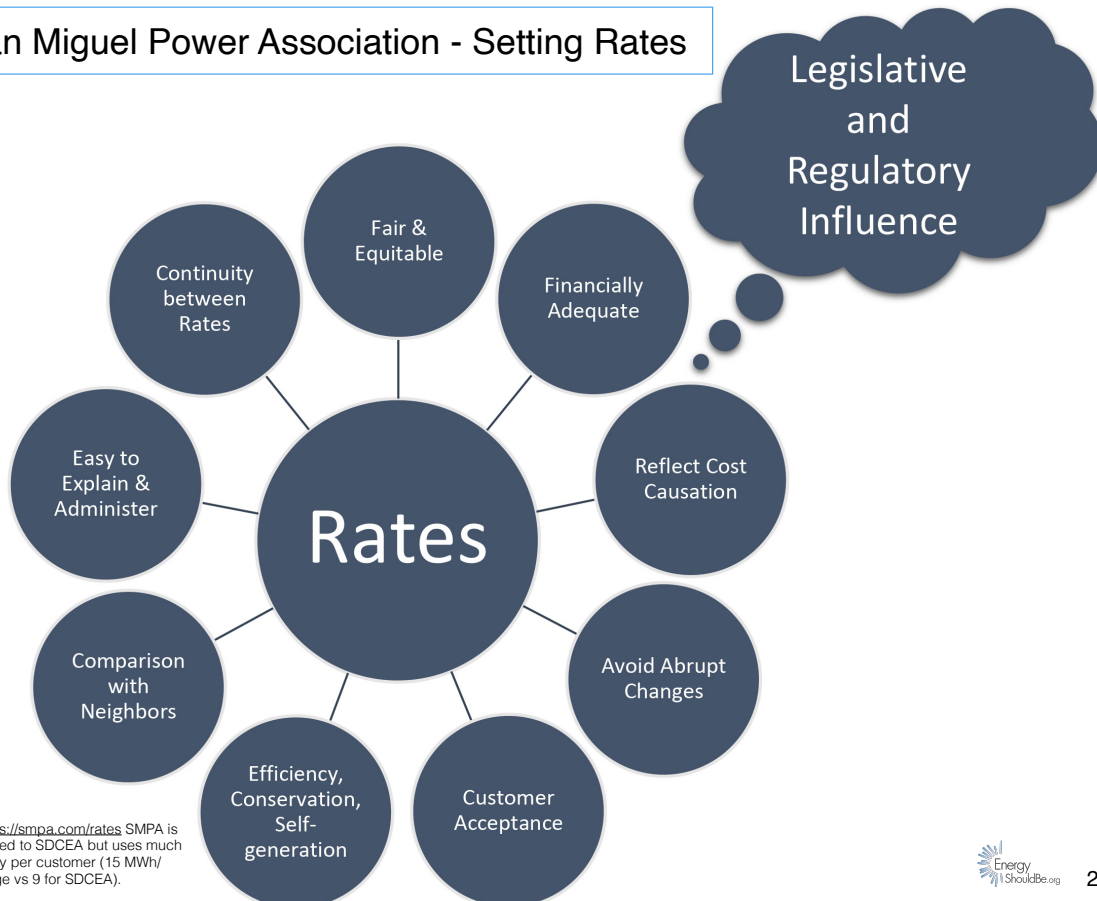 an Miguel Power Association - Setting Rates
Legislative
and
Regulatory
Influence
Fair &
Equitable
Financially
Adequate
Reflect Cost
Causation
Avoid Abrupt
Changes
Customer
Acceptance
Efficiency,
Conservation,
Self-
generation
Comparison
with
Neighbors
Easy to
Explain &
Administer
Continuity
between
Rates
Rates
s://smpa.com/rates SMPA is
ed to SDCEA but uses much
y per customer (15 MWh/
ge vs 9 for SDCEA).
Energy
ShouldBe.org
2